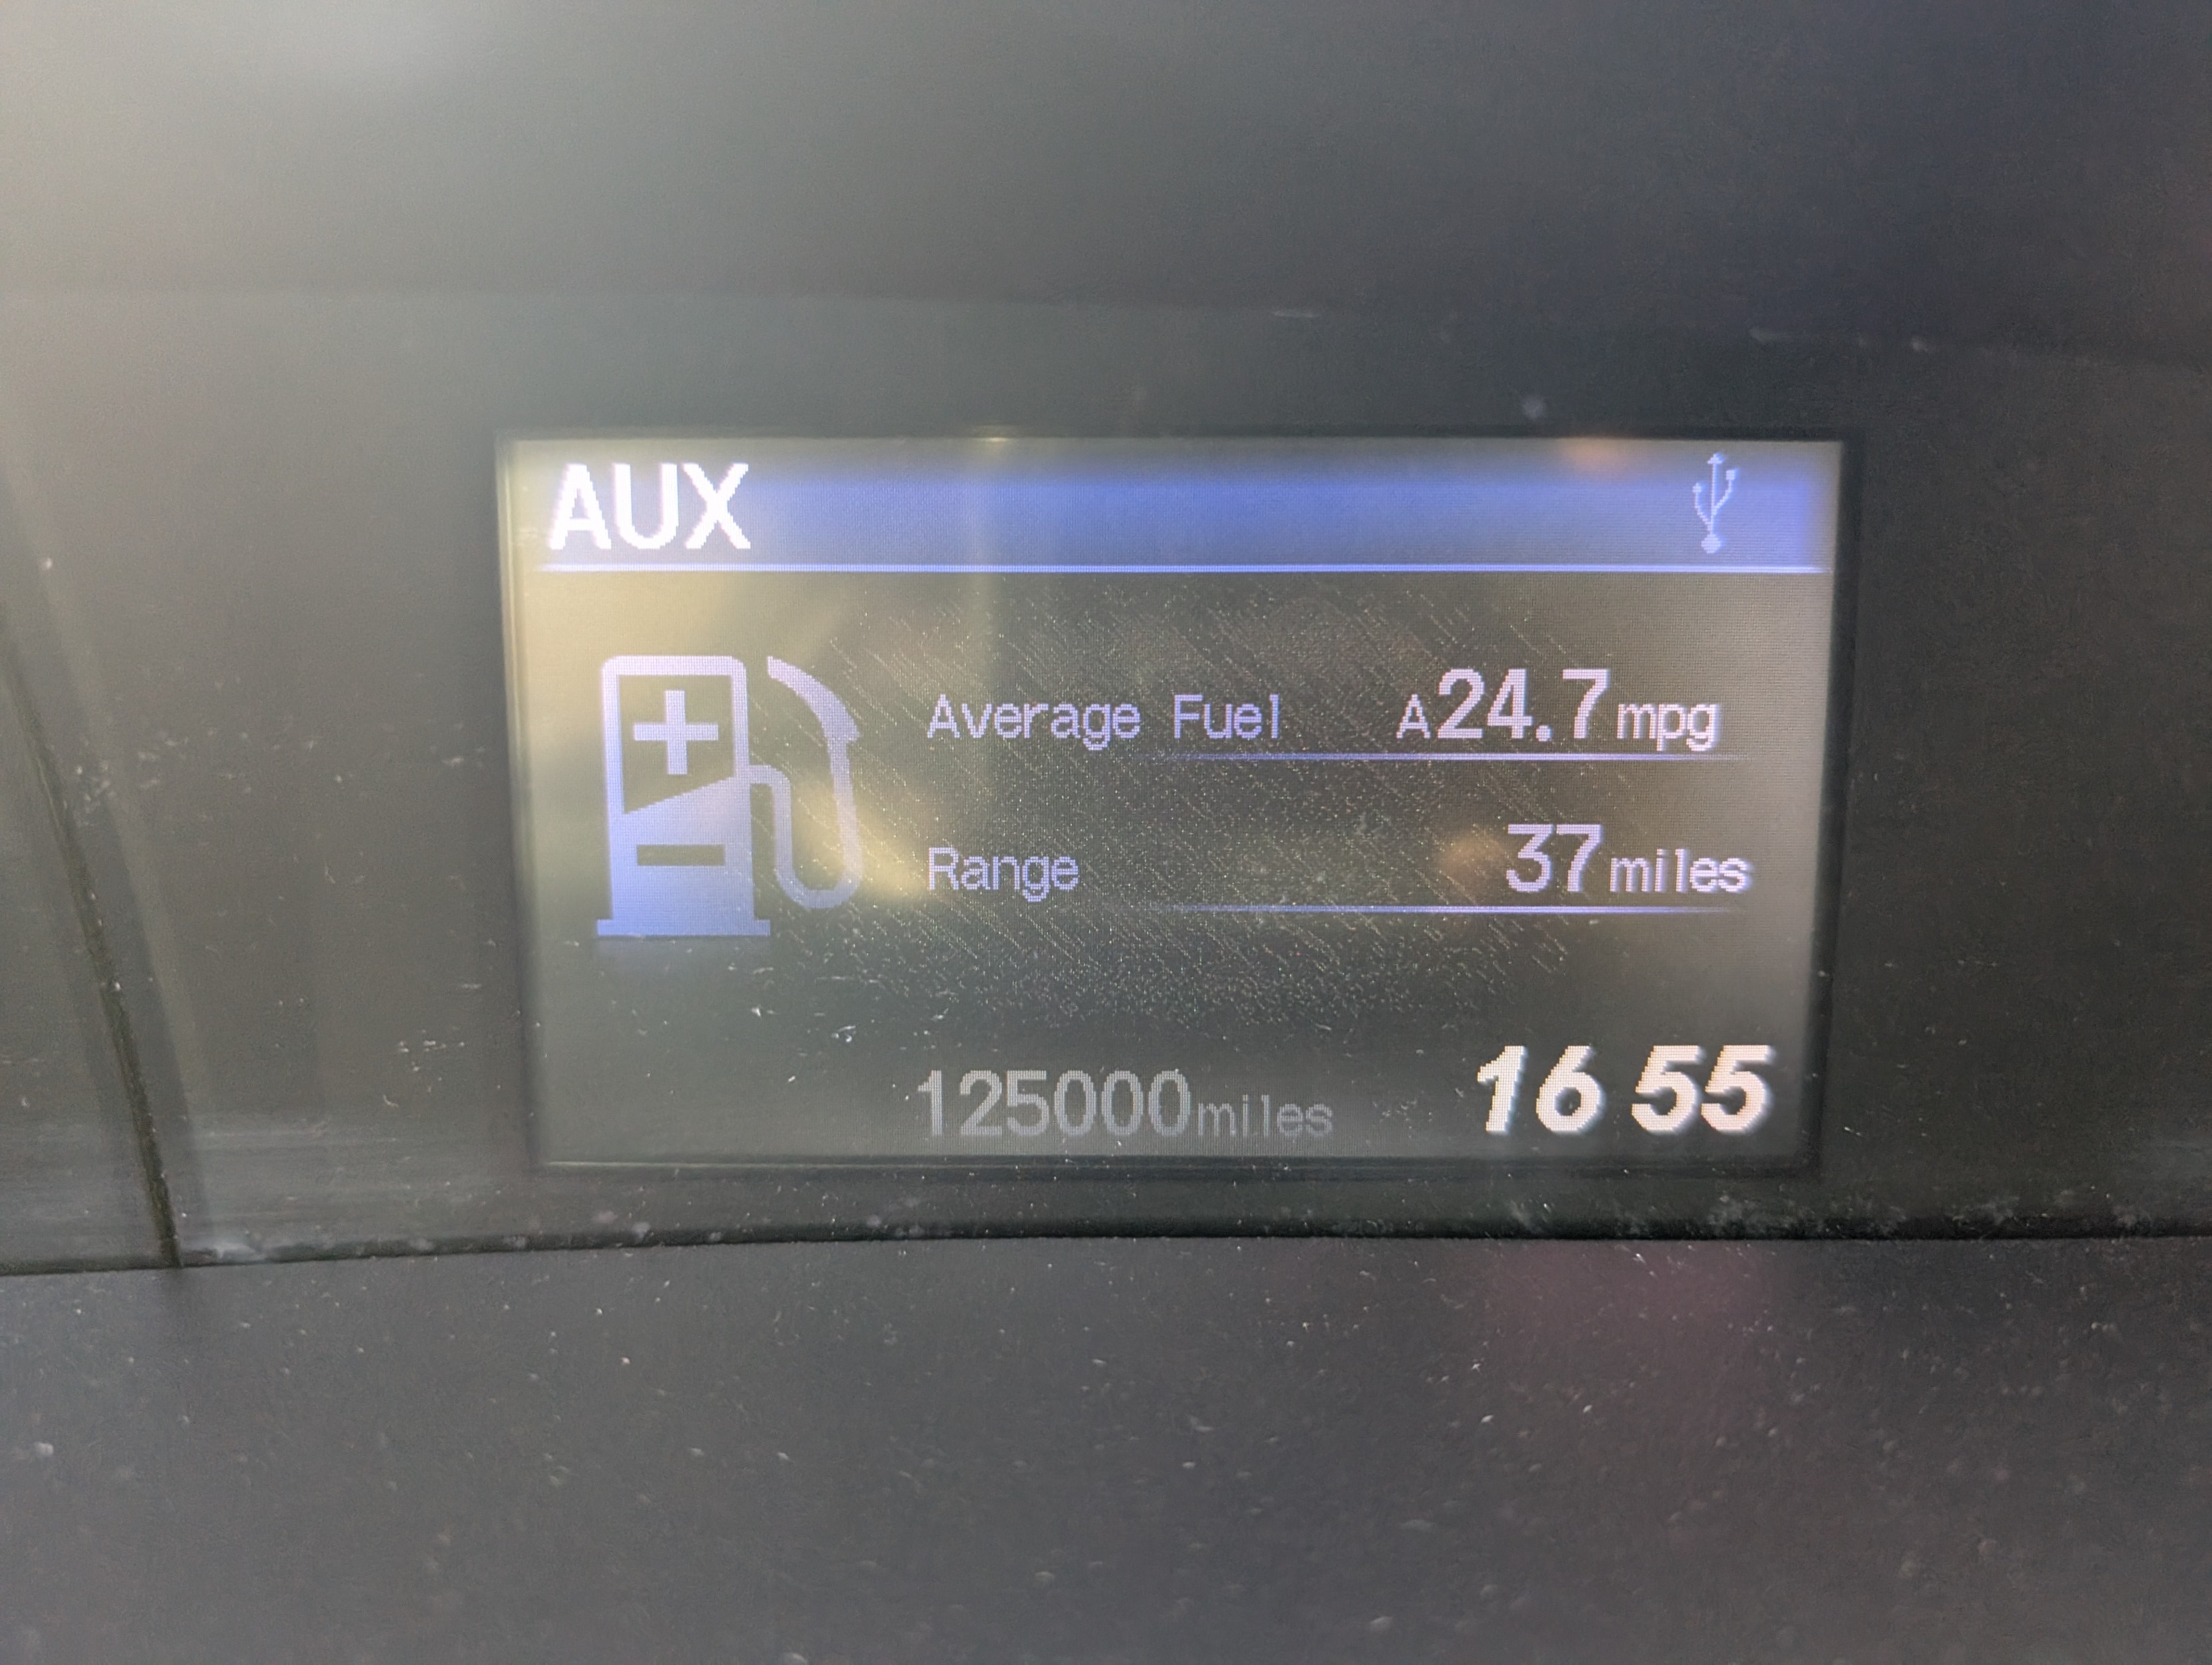 AUX
Average Fuel A24.7mpg
Range 37miles
125000miles 16 55